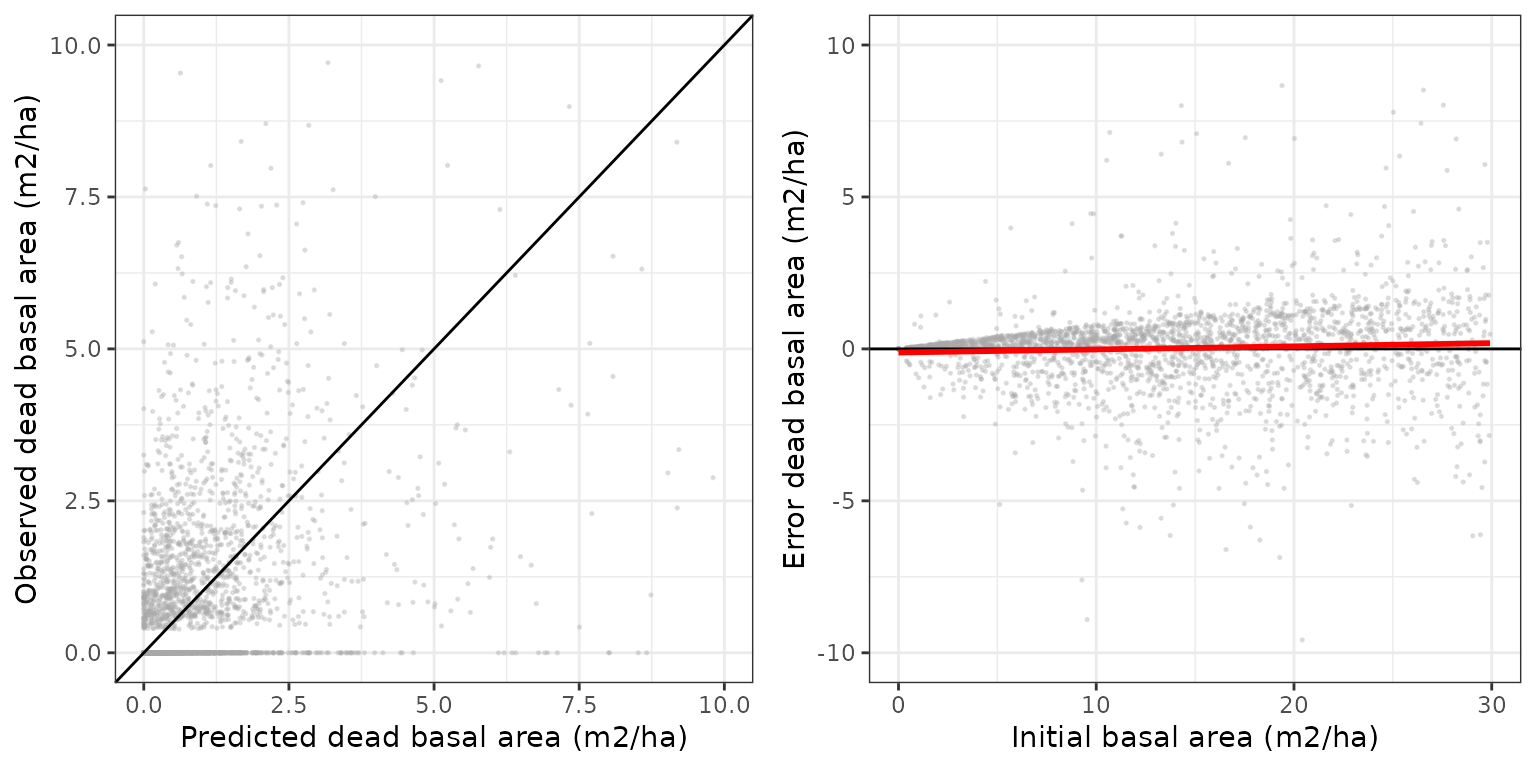 Observed dead basal area (m2/ha)
10.0
7.5
5.0
2.5
0.0
0.0 2.5 5.0 7.5 10.0
Predicted dead basal area (m2/ha)
Error dead basal area (m2/ha)
10
5
0
-5
-10
0 10 20 30
Initial basal area (m2/ha)